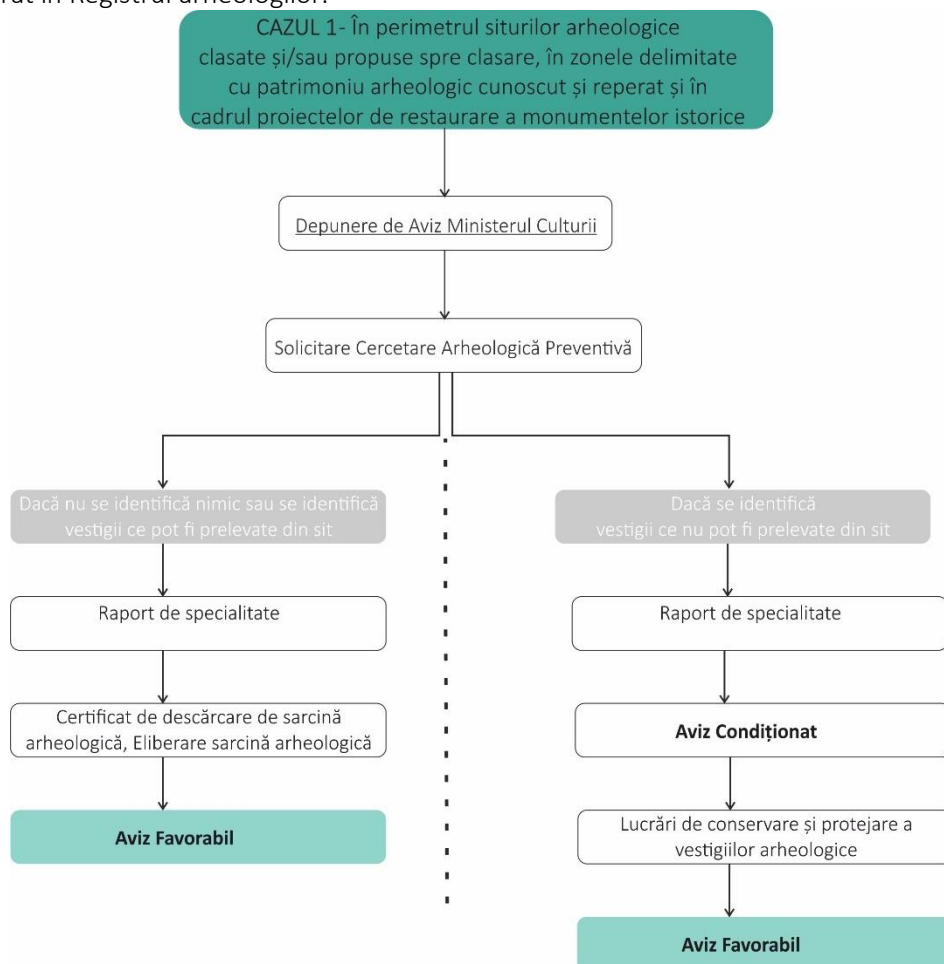 în Registrul arheologilor.
CAZUL 1- În perimetrul siturilor arheologice
clasate și/sau propuse spre clasare, în zonele delimitate
cu patrimoniu arheologic cunoscut și reperat și în
cadrul proiectelor de restaurare a monumentelor istorice
Depunere de Aviz Ministerul Culturii
Solicitare Cercetare Arheologică Preventivă
Dacă nu se identifică nimic sau se identifică
vestigii ce pot fi prelevate din sit
Raport de specialitate
Certificat de descărcare de sarcină
arheologică, Eliberare sarcină arheologică
Aviz Favorabil
Dacă se identifică
vestigii ce nu pot fi prelevate din sit
Raport de specialitate
Aviz Condiționat
Lucrări de conservare și protejare a
vestigiilor arheologice
Aviz Favorabil